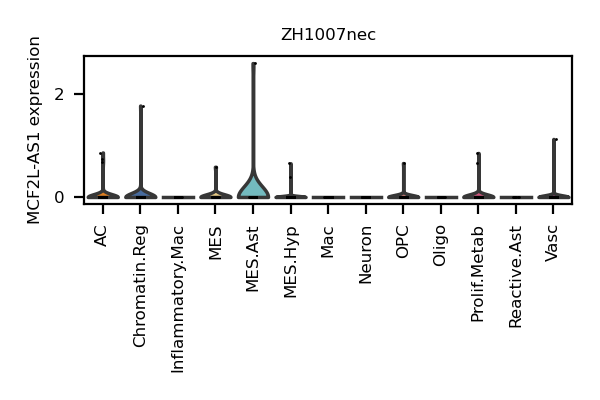 ZH1007nec
MCF2L-AS1 expression
2
0
AC
Chromatin.Reg
Inflammatory.Mac
MES
MES.Ast
MES.Hyp
Mac
Neuron
OPC
Oligo
Prolif.Metab
Reactive.Ast
Vasc